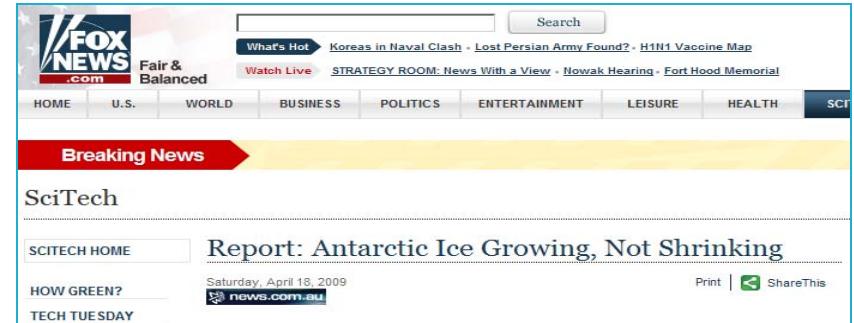 FOX
NEWS
.com
Fair &
Balanced
Search
What's Hot Koreas in Naval Clash - Lost Persian Army Found? - H1N1 Vaccine Map
Watch Live STRATEGY ROOM: News With a View - Nowak Hearing - Fort Hood Memorial
HOME U.S. WORLD BUSINESS POLITICS ENTERTAINMENT LEISURE HEALTH SCIT
Breaking News
SciTech
SCITECH HOME
HOW GREEN?
TECH TUESDAY
Report: Antarctic Ice Growing, Not Shrinking
Saturday, April 18, 2009
Print | ShareThis
news.com.au